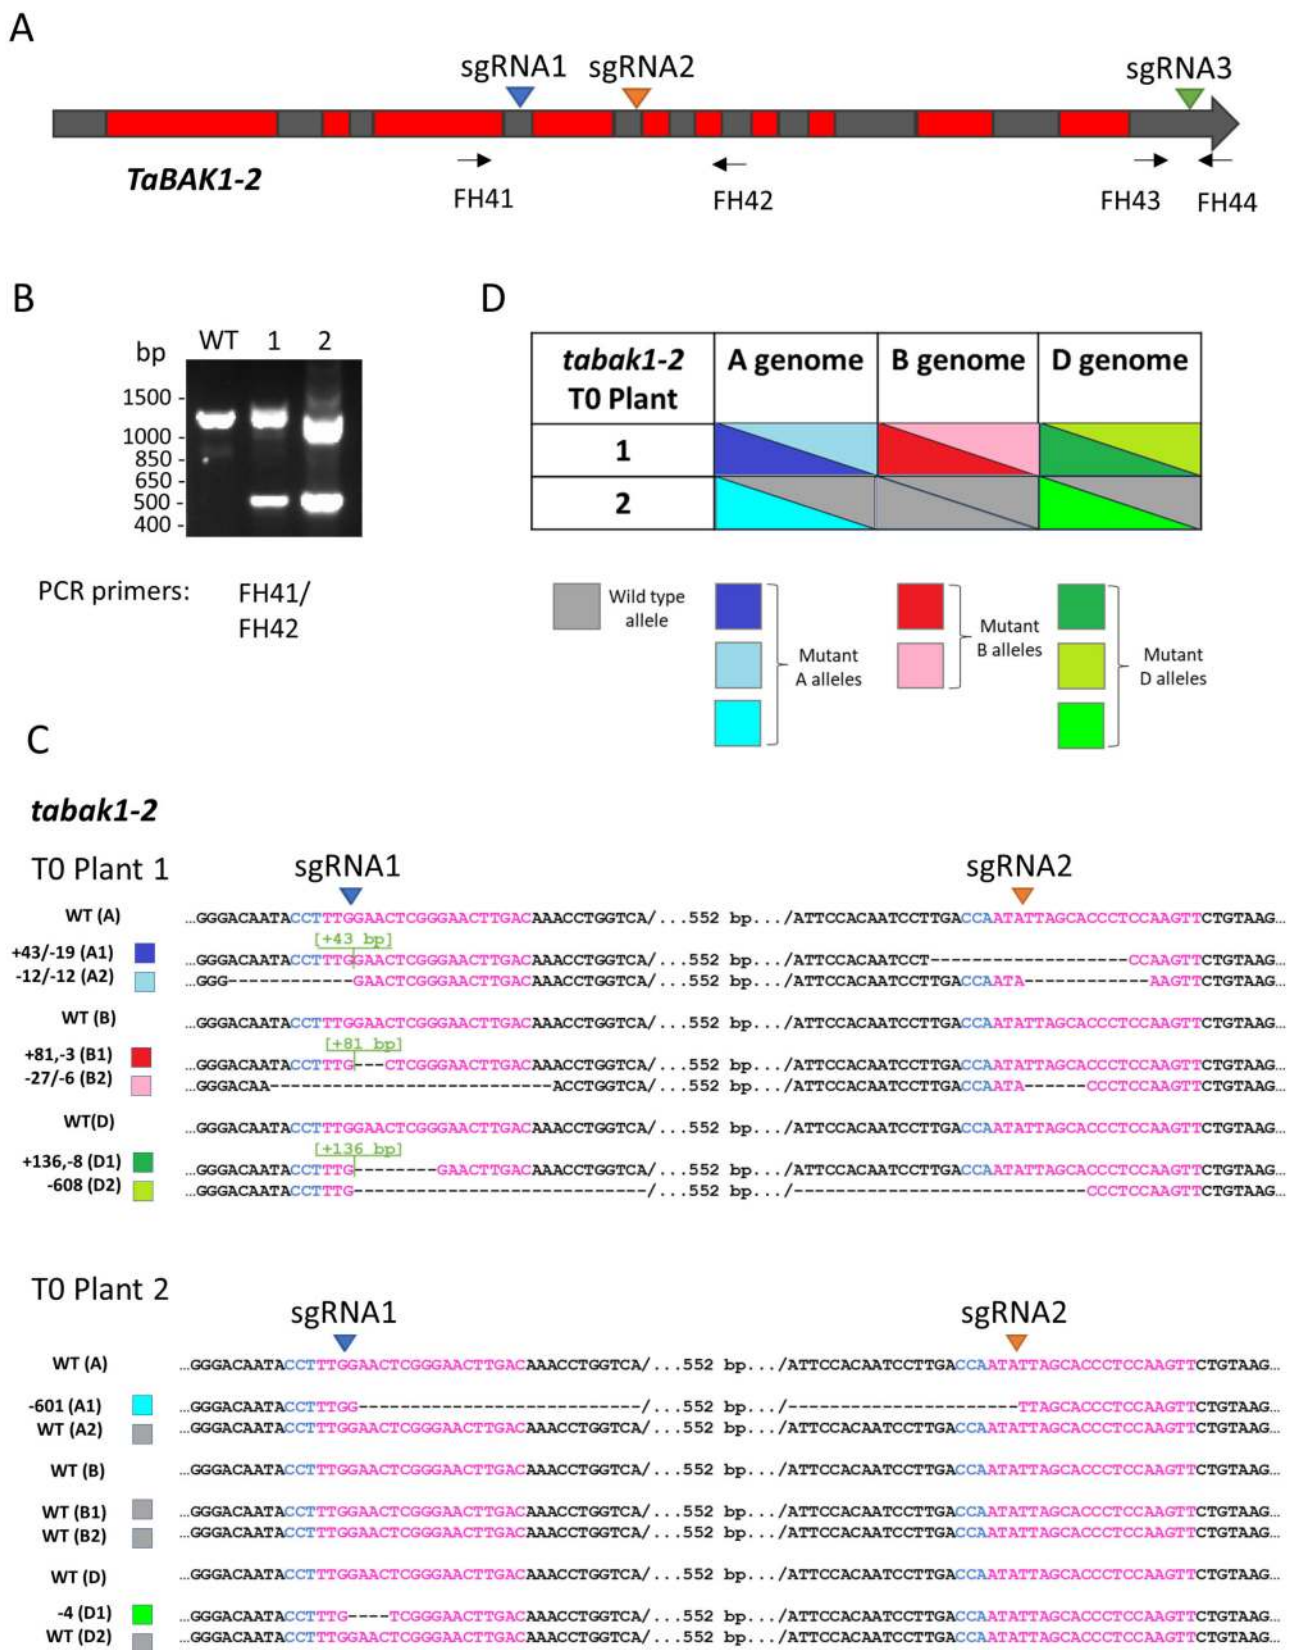 A
sgRNA1 sgRNA2 sgRNA3
TaBAK1-2
FH41 FH42 FH43 FH44
B
WT 1 2
bp
1500 -
1000 -
850 -
650 -
500 -
400 -
PCR primers: FH41/
FH42
D
tabak1-2
T0 Plant
A genome B genome D genome
1
2
Wild type
allele
Mutant
A alleles
Mutant
B alleles
Mutant
D alleles
C
tabak1-2
T0 Plant 1
sgRNA1 sgRNA2
WT (A) …GGGACAATACCTTTGGAACTCGGGAACTTGACAAACCTGGTCA/...552 bp.../ATTCCACAATCCTTGACCAATATTAGCACCCTCCAAGTTCTGTAAG…
[+43 bp]
+43/-19 (A1) …GGGACAATACCTTTGGAACTCGGGAACTTGACAAACCTGGTCA/...552 bp.../ATTCCACAATCCT-------------------CCAAGTTCTGTAAG…
-12/-12 (A2) …GGG------------GAACTCGGGAACTTGACAAACCTGGTCA/...552 bp.../ATTCCACAATCCTTGACCAATA------------AAGTTCTGTAAG…
WT (B) …GGGACAATACCTTTGGAACTCGGGAACTTGACAAACCTGGTCA/...552 bp.../ATTCCACAATCCTTGACCAATATTAGCACCCTCCAAGTTCTGTAAG…
[+81 bp]
+81,-3 (B1) …GGGACAATACCTTTG---CTCGGGAACTTGACAAACCTGGTCA/...552 bp.../ATTCCACAATCCTTGACCAATATTAGCACCCTCCAAGTTCTGTAAG…
-27/-6 (B2) …GGGACAA---------------------------ACCTGGTCA/...552 bp.../ATTCCACAATCCTTGACCAATA------CCCTCCAAGTTCTGTAAG…
WT(D) …GGGACAATACCTTTGGAACTCGGGAACTTGACAAACCTGGTCA/...552 bp.../ATTCCACAATCCTTGACCAATATTAGCACCCTCCAAGTTCTGTAAG…
[+136 bp]
+136,-8 (D1) …GGGACAATACCTTTG--------GAACTTGACAAACCTGGTCA/...552 bp.../ATTCCACAATCCTTGACCAATATTAGCACCCTCCAAGTTCTGTAAG…
-608 (D2) …GGGACAATACCTTTG----------------------------/...552 bp.../----------------------------CCCTCCAAGTTCTGTAAG…
T0 Plant 2
sgRNA1 sgRNA2
WT (A) …GGGACAATACCTTTGGAACTCGGGAACTTGACAAACCTGGTCA/...552 bp.../ATTCCACAATCCTTGACCAATATTAGCACCCTCCAAGTTCTGTAAG…
-601 (A1) …GGGACAATACCTTTGG---------------------------/...552 bp.../----------------------TTAGCACCCTCCAAGTTCTGTAAG…
WT (A2) …GGGACAATACCTTTGGAACTCGGGAACTTGACAAACCTGGTCA/...552 bp.../ATTCCACAATCCTTGACCAATATTAGCACCCTCCAAGTTCTGTAAG…
WT (B) …GGGACAATACCTTTGGAACTCGGGAACTTGACAAACCTGGTCA/...552 bp.../ATTCCACAATCCTTGACCAATATTAGCACCCTCCAAGTTCTGTAAG…
WT (B1) …GGGACAATACCTTTGGAACTCGGGAACTTGACAAACCTGGTCA/...552 bp.../ATTCCACAATCCTTGACCAATATTAGCACCCTCCAAGTTCTGTAAG…
WT (B2) …GGGACAATACCTTTGGAACTCGGGAACTTGACAAACCTGGTCA/...552 bp.../ATTCCACAATCCTTGACCAATATTAGCACCCTCCAAGTTCTGTAAG…
WT (D) …GGGACAATACCTTTGGAACTCGGGAACTTGACAAACCTGGTCA/...552 bp.../ATTCCACAATCCTTGACCAATATTAGCACCCTCCAAGTTCTGTAAG…
-4 (D1) …GGGACAATACCTTTG----TCGGGAACTTGACAAACCTGGTCA/...552 bp.../ATTCCACAATCCTTGACCAATATTAGCACCCTCCAAGTTCTGTAAG…
WT (D2) …GGGACAATACCTTTGGAACTCGGGAACTTGACAAACCTGGTCA/...552 bp.../ATTCCACAATCCTTGACCAATATTAGCACCCTCCAAGTTCTGTAAG…